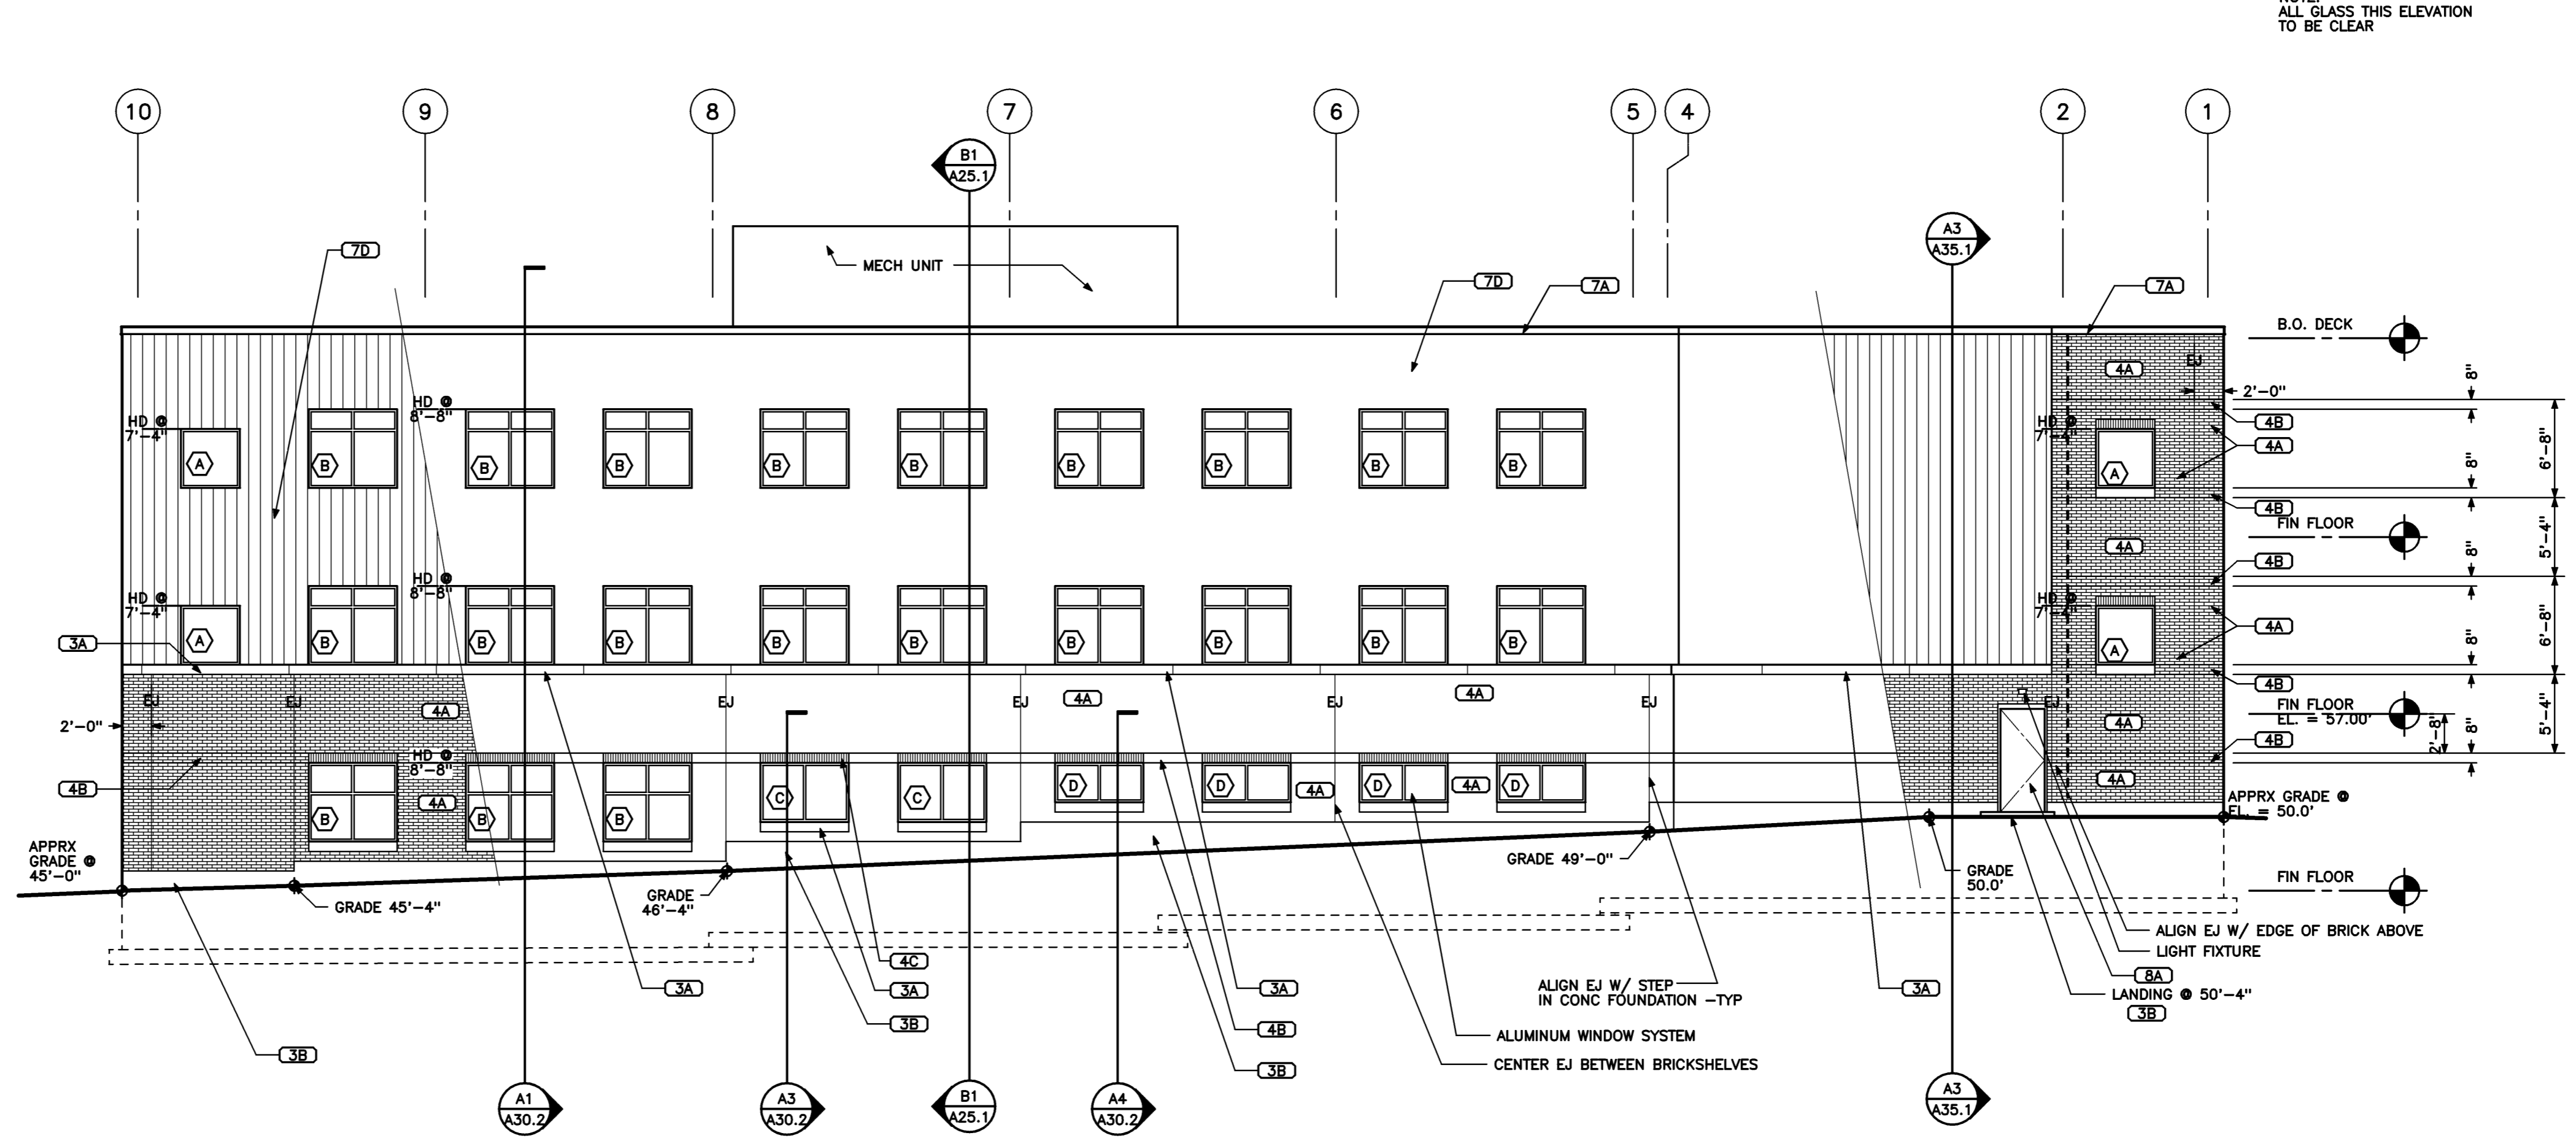 ALL GLASS THIS ELEVATION
TO BE CLEAR
10
9
8
7
6
5
4
2
1
B1
A25.1
A3
A35.1
7D
MECH UNIT
7D
7A
7A
B.O. DECK
4A
EJ
8"
2'-0"
HD @
8'-8"
HD @
7'-4"
HD @
7'-4"
4B
4A
6'-8"
A
B
B
B
B
B
B
B
B
B
A
8"
4B
FIN FLOOR
4A
5'-4"
8"
4B
HD @
8'-8"
HD @
7'-4"
HD @
7'-4"
4A
6'-8"
3A
A
B
B
B
B
B
B
B
B
B
A
8"
4B
EJ
EJ
EJ
EJ
EJ
EJ
EJ
4A
4A
4A
4A
2'-0"
FIN FLOOR
EL. = 57.00'
2'-8"
8"
5'-4"
4B
HD @
8'-8"
4B
4A
4A
4A
4A
B
B
B
C
C
D
D
D
D
APPRX GRADE @
EL. = 50.0'
APPRX
GRADE @
45'-0"
GRADE 45'-4"
GRADE
46'-4"
GRADE 49'-0"
GRADE
50.0'
FIN FLOOR
ALIGN EJ W/ EDGE OF BRICK ABOVE
LIGHT FIXTURE
8A
LANDING @ 50'-4"
3B
4C
3A
3A
3B
3A
4B
3B
3B
3A
ALIGN EJ W/ STEP
IN CONC FOUNDATION -TYP
ALUMINUM WINDOW SYSTEM
CENTER EJ BETWEEN BRICKSHELVES
A1
A30.2
A3
A30.2
B1
A25.1
A4
A30.2
A3
A35.1